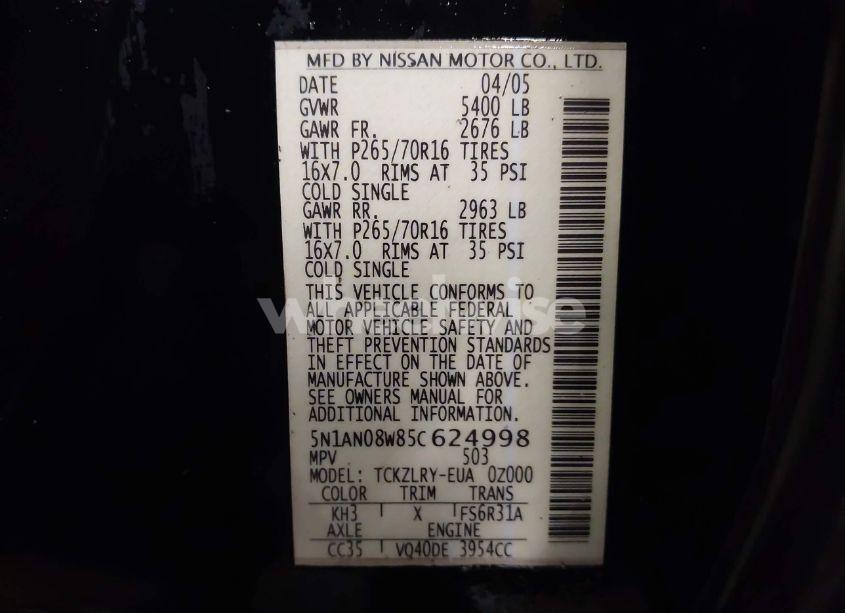 MFD BY NISSAN MOTOR CO., LTD.
DATE 04/05
GVWR 5400 LB
GAWR FR. 2676 LB
WITH P265/70R16 TIRES
16X7.0 RIMS AT 35 PSI
COLD SINGLE
GAWR RR. 2963 LB
WITH P265/70R16 TIRES
16X7.0 RIMS AT 35 PSI
COLD SINGLE
THIS VEHICLE CONFORMS TO
ALL APPLICABLE FEDERAL
MOTOR VEHICLE SAFETY AND
THEFT PREVENTION STANDARDS
IN EFFECT ON THE DATE OF
MANUFACTURE SHOWN ABOVE.
SEE OWNERS MANUAL FOR
ADDITIONAL INFORMATION.
5N1AN08W85C624998
MPV 503
MODEL: TCKZLRY-EUA 0Z000
COLOR TRIM TRANS
KH3 X FS6R31A
AXLE ENGINE
CC35 VQ40DE 3954CC